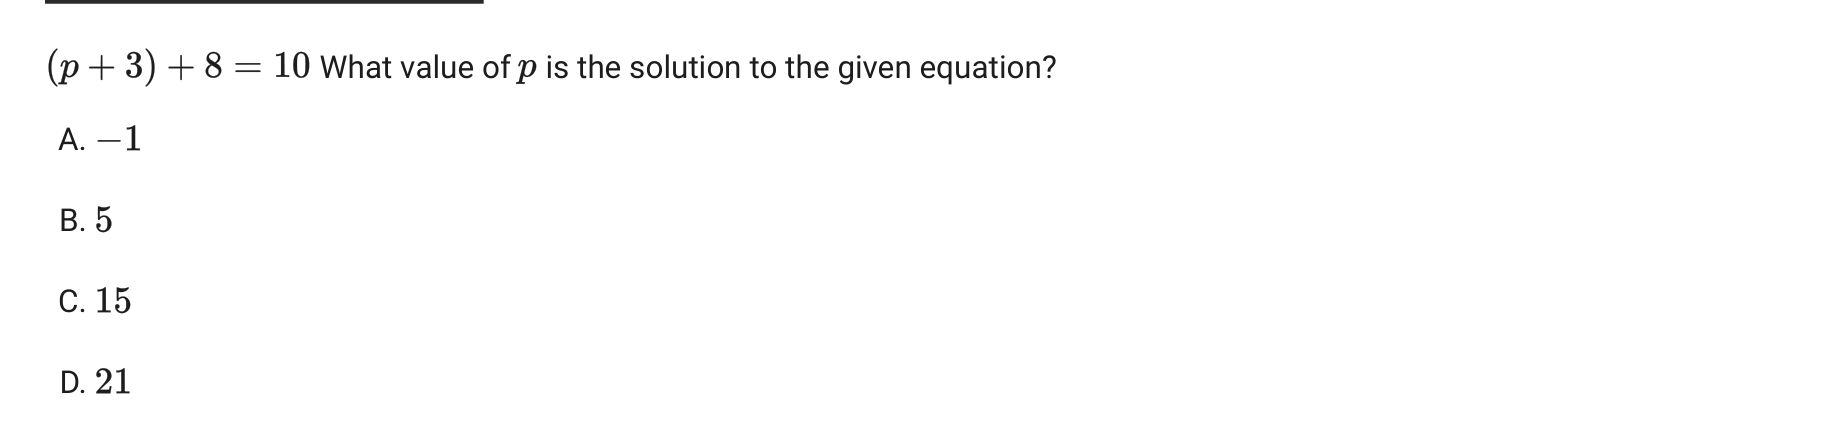 (p + 3) + 8 = 10 What value of p is the solution to the given equation?
A. −1
B. 5
C. 15
D. 21